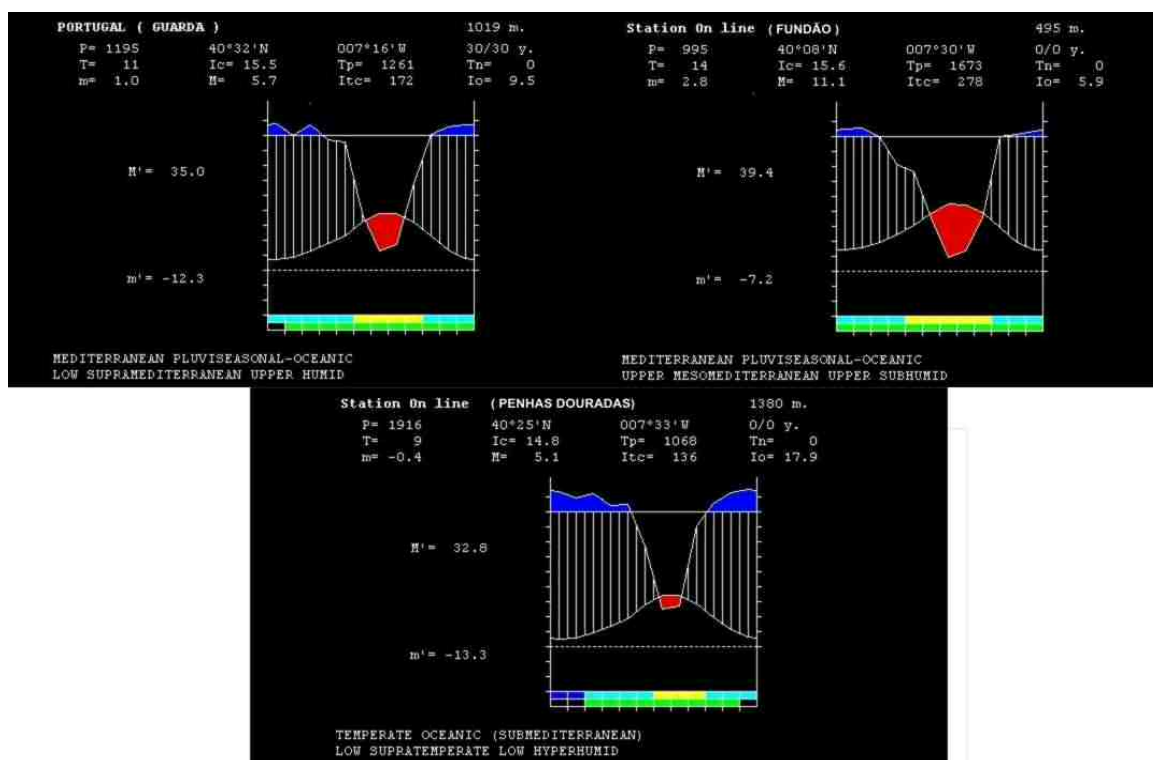 PORTUGAL ( GUARDA ) 1019 m.
P= 1195 40°32'N 007°16'W 30/30 y.
T= 11 Ic= 15.5 Tp= 1261 Tn= 0
m= 1.0 M= 5.7 Itc= 172 Io= 9.5
M'= 35.0
m'= -12.3
MEDITERRANEAN PLUVISEASONAL-OCEANIC
LOW SUPRAMEDITERRANEAN UPPER HUMID
Station On line (FUNDÃO) 495 m.
P= 995 40°08'N 007°30'W 0/0 y.
T= 14 Ic= 15.6 Tp= 1673 Tn= 0
m= 2.8 M= 11.1 Itc= 278 Io= 5.9
M'= 39.4
m'= -7.2
MEDITERRANEAN PLUVISEASONAL-OCEANIC
UPPER MESOMEDITERRANEAN UPPER SUBHUMID
Station On line (PENHAS DOURADAS) 1380 m.
P= 1916 40°25'N 007°33'W 0/0 y.
T= 9 Ic= 14.8 Tp= 1068 Tn= 0
m= -0.4 M= 5.1 Itc= 136 Io= 17.9
M'= 32.8
m'= -13.3
TEMPERATE OCEANIC (SUBMEDITERRANEAN)
LOW SUPRATEMPERATE LOW HYPERHUMID